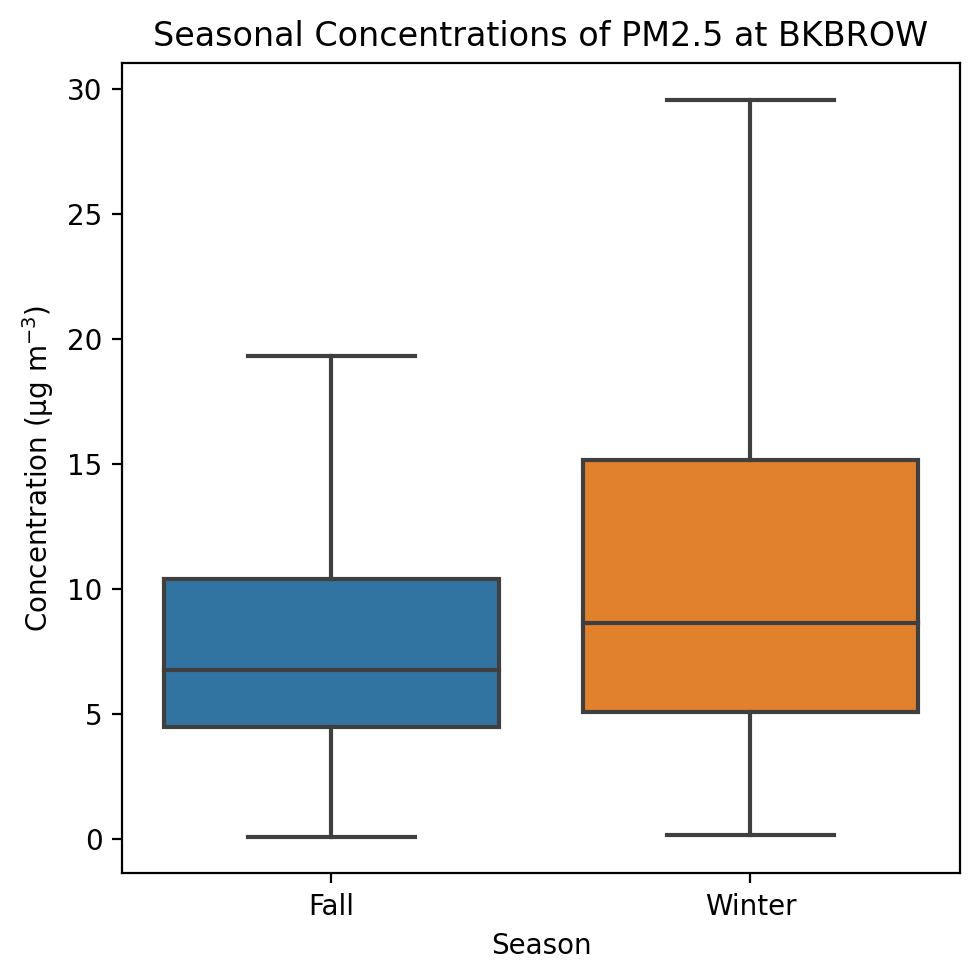 Seasonal Concentrations of PM2.5 at BKBROW
30
25
20
15
10
5
0
Concentration (µg m⁻³)
Fall
Winter
Season